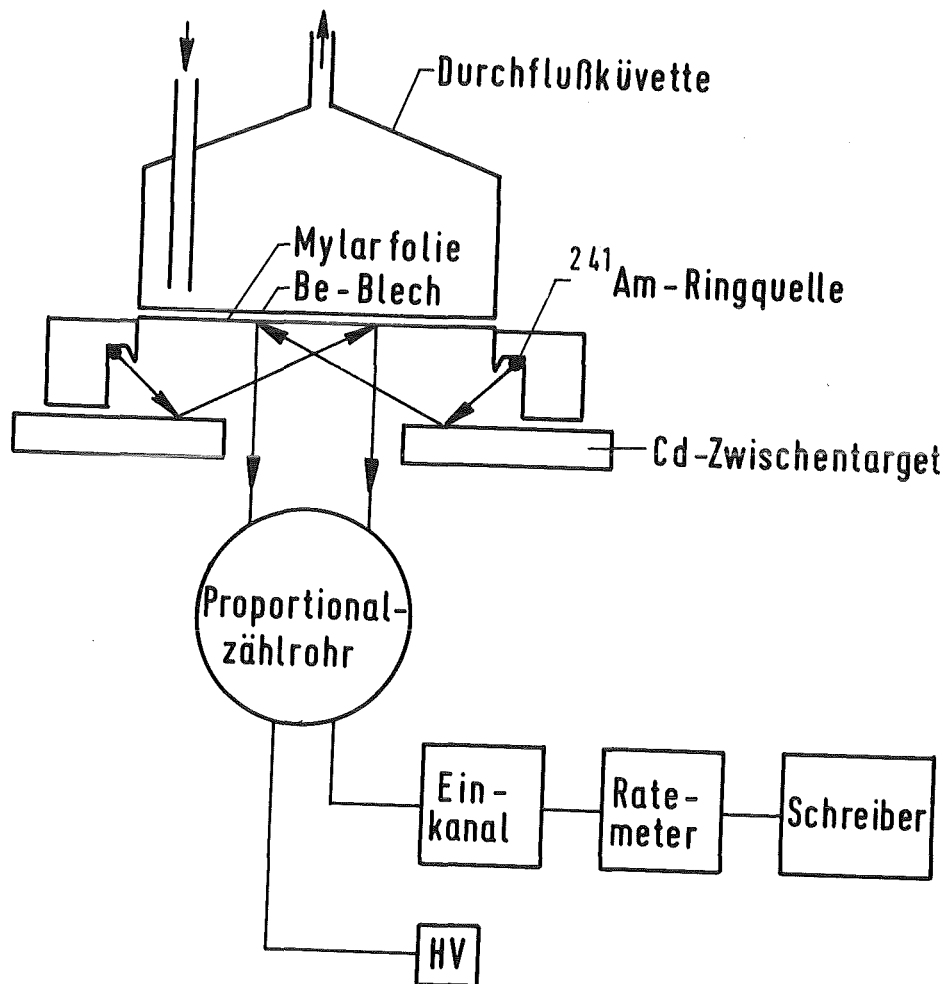 Durchflußküvette
Mylarfolie
Be-Blech
241Am-Ringquelle
Cd-Zwischentarget
Proportional-
zählrohr
Ein-
kanal
Rate-
meter
Schreiber
HV